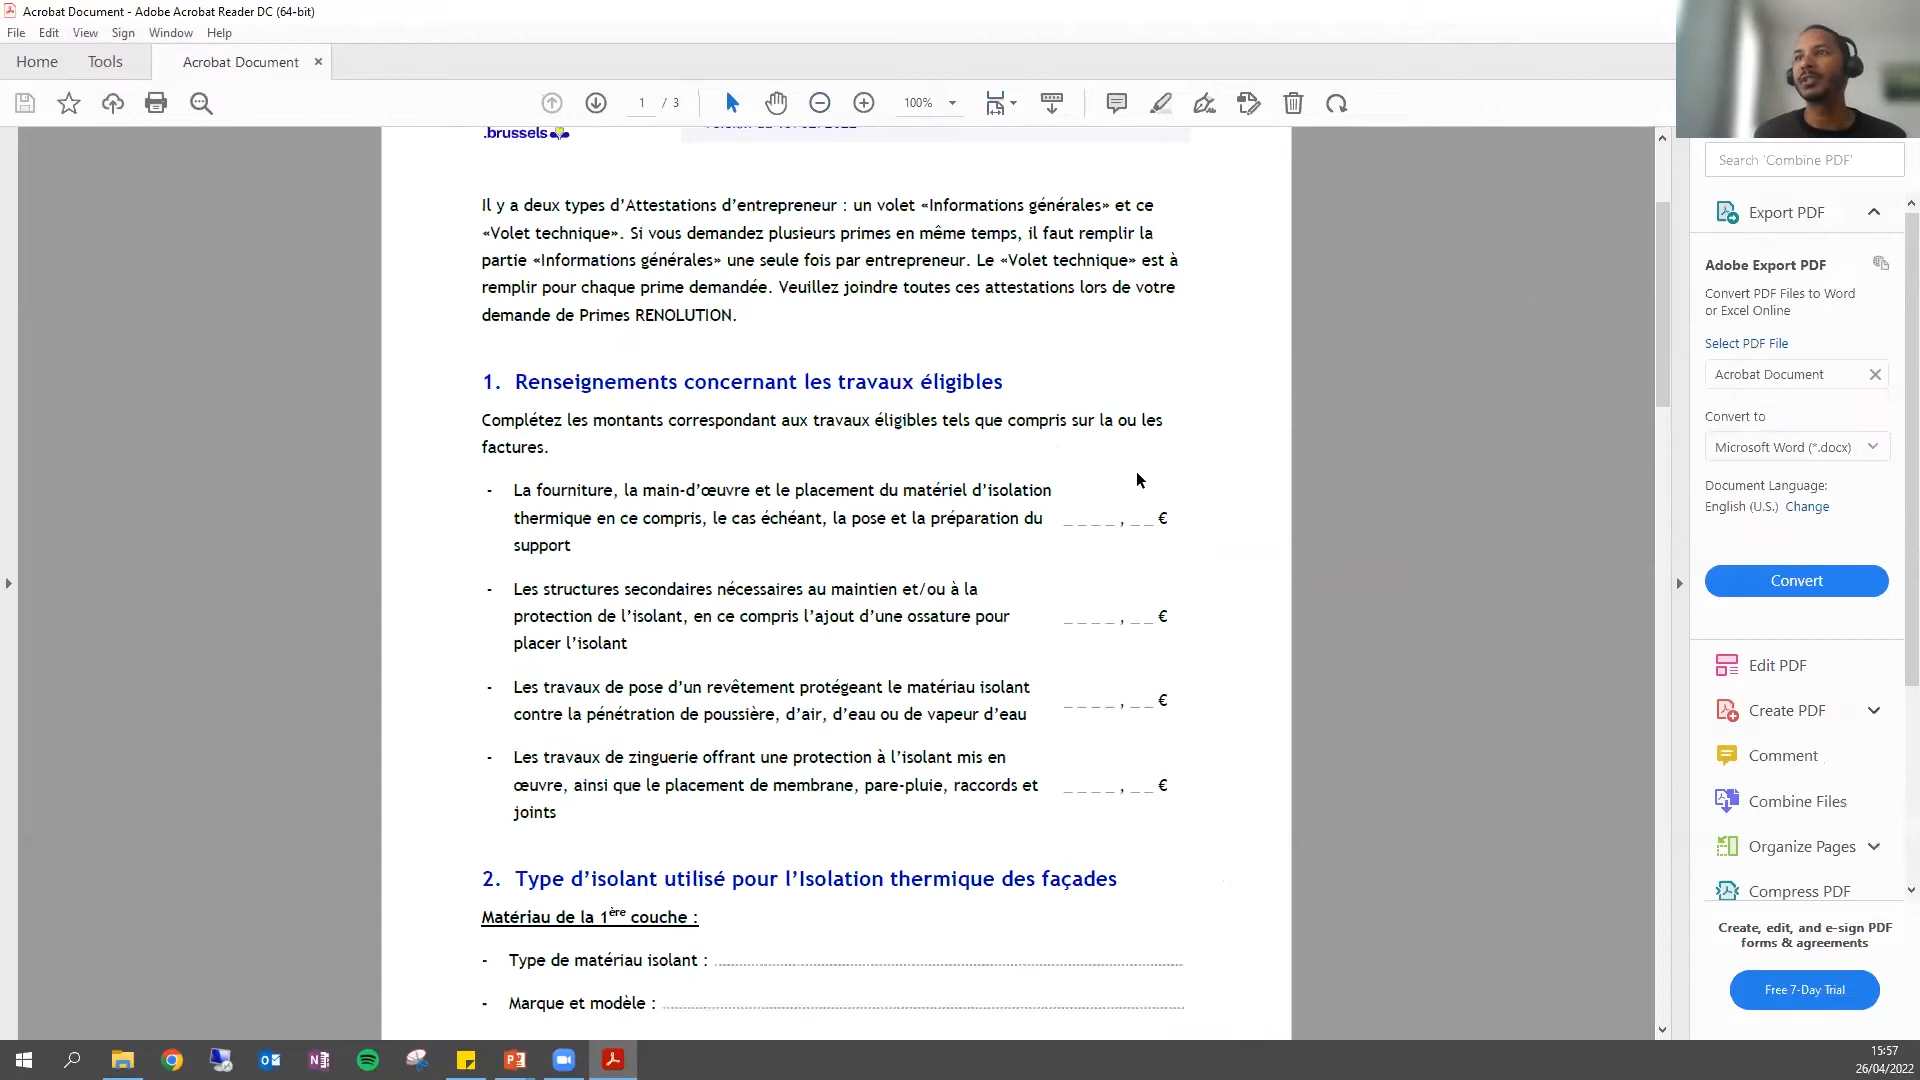 Acrobat Document - Adobe Acrobat Reader DC (64-bit)
File Edit View Sign Window Help
Home Tools Acrobat Document ×
1 / 3 100%
.brussels
Search 'Combine PDF'
Il y a deux types d’Attestations d’entrepreneur : un volet «Informations générales» et ce
«Volet technique». Si vous demandez plusieurs primes en même temps, il faut remplir la
partie «Informations générales» une seule fois par entrepreneur. Le «Volet technique» est à
remplir pour chaque prime demandée. Veuillez joindre toutes ces attestations lors de votre
demande de Primes RENOLUTION.
1. Renseignements concernant les travaux éligibles
Complétez les montants correspondant aux travaux éligibles tels que compris sur la ou les
factures.
- La fourniture, la main-d’œuvre et le placement du matériel d’isolation
thermique en ce compris, le cas échéant, la pose et la préparation du _ _ _ _ , _ _ €
support
- Les structures secondaires nécessaires au maintien et/ou à la
protection de l’isolant, en ce compris l’ajout d’une ossature pour _ _ _ _ , _ _ €
placer l’isolant
- Les travaux de pose d’un revêtement protégeant le matériau isolant
contre la pénétration de poussière, d’air, d’eau ou de vapeur d’eau _ _ _ _ , _ _ €
- Les travaux de zinguerie offrant une protection à l’isolant mis en
œuvre, ainsi que le placement de membrane, pare-pluie, raccords et _ _ _ _ , _ _ €
joints
2. Type d’isolant utilisé pour l’Isolation thermique des façades
Matériau de la 1ère couche :
- Type de matériau isolant :
- Marque et modèle :
Export PDF
Adobe Export PDF
Convert PDF Files to Word
or Excel Online
Select PDF File
Acrobat Document
Convert to
Microsoft Word (*.docx)
Document Language:
English (U.S.) Change
Convert
Edit PDF
Create PDF
Comment
Combine Files
Organize Pages
Compress PDF
Create, edit, and e-sign PDF
forms & agreements
Free 7-Day Trial
15:57
26/04/2022